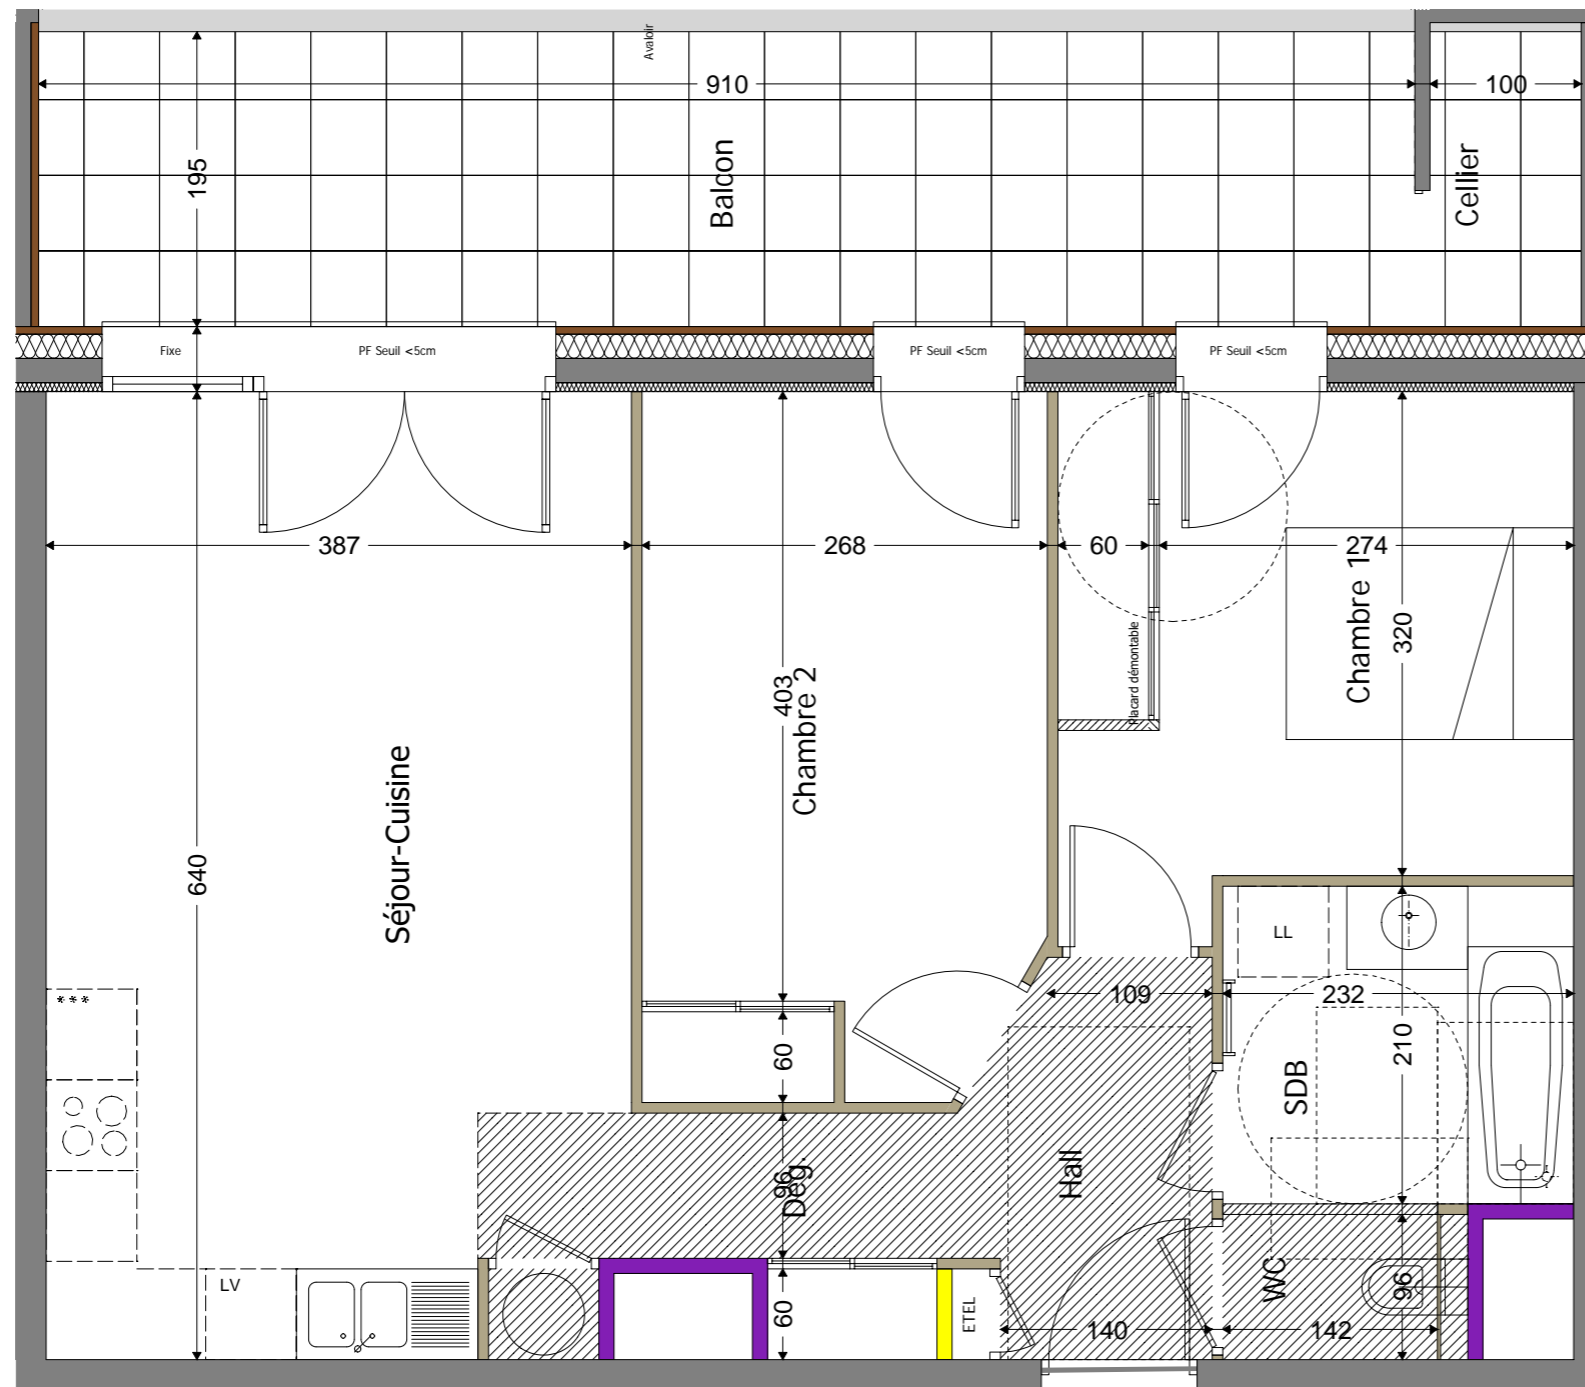 Avaloir
910
100
195
Balcon
Cellier
Fixe
PF Seuil <5cm
PF Seuil <5cm
PF Seuil <5cm
387
268
60
274
Chambre 1
320
Placard démontable
403
Chambre 2
Séjour-Cuisine
640
LL
***
109
232
60
210
SDB
96
Dég.
Hall
LV
60
ETEL
140
WC
96
142